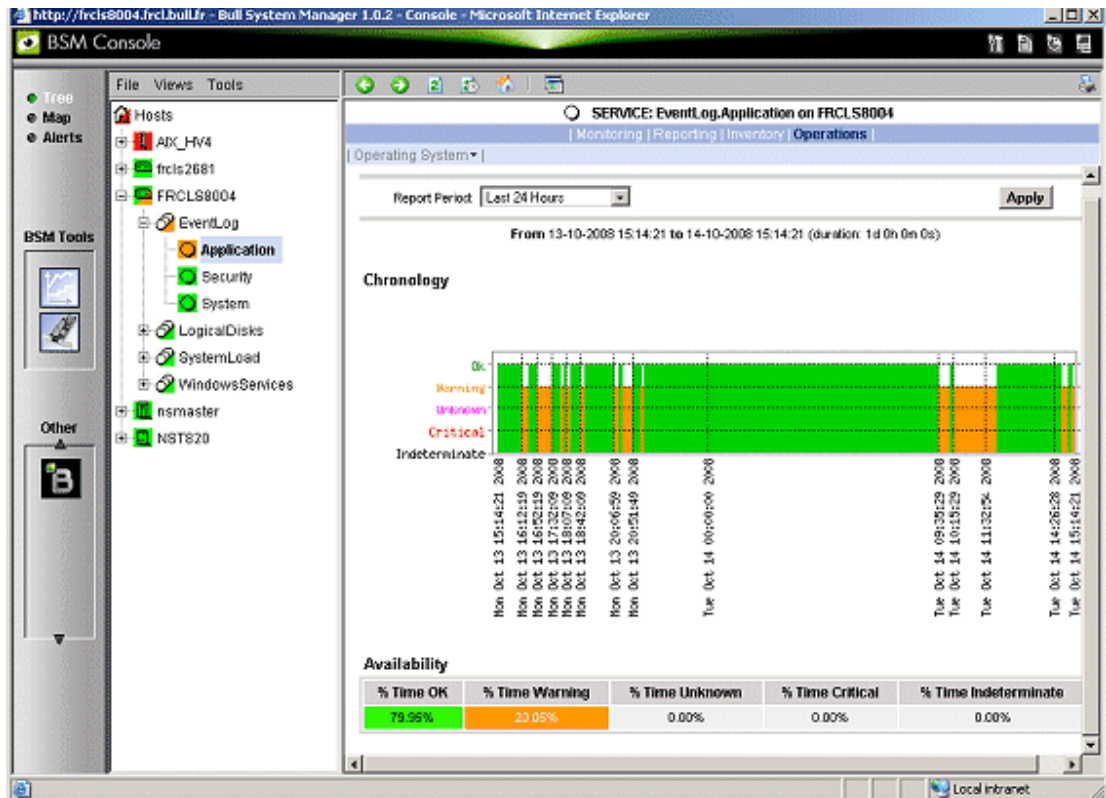 http://frcls8004.frcl.bull.fr - Bull System Manager 1.0.2 - Console - Microsoft Internet Explorer
BSM Console
Tree
Map
Alerts
BSM Tools
Other
B
File Views Tools
Hosts
AIX_HV4
frcls2681
FRCLS8004
EventLog
Application
Security
System
LogicalDisks
SystemLoad
WindowsServices
nsmaster
NST820
SERVICE: EventLog.Application on FRCLS8004
| Monitoring | Reporting | Inventory | Operations |
| Operating System |
Report Period: Last 24 Hours Apply
From 13-10-2008 15:14:21 to 14-10-2008 15:14:21 (duration: 1d 0h 0m 0s)
Chronology
Ok
Warning
Unknown
Critical
Indeterminate
Mon Oct 13 15:14:21 2008
Mon Oct 13 16:12:19 2008
Mon Oct 13 16:52:19 2008
Mon Oct 13 17:32:09 2008
Mon Oct 13 18:07:09 2008
Mon Oct 13 18:42:09 2008
Mon Oct 13 20:06:59 2008
Mon Oct 13 20:51:49 2008
Tue Oct 14 00:00:00 2008
Tue Oct 14 09:35:29 2008
Tue Oct 14 10:15:29 2008
Tue Oct 14 11:32:54 2008
Tue Oct 14 14:26:28 2008
Tue Oct 14 15:14:21 2008
Availability
% Time OK % Time Warning % Time Unknown % Time Critical % Time Indeterminate
79.95% 20.05% 0.00% 0.00% 0.00%
Local intranet